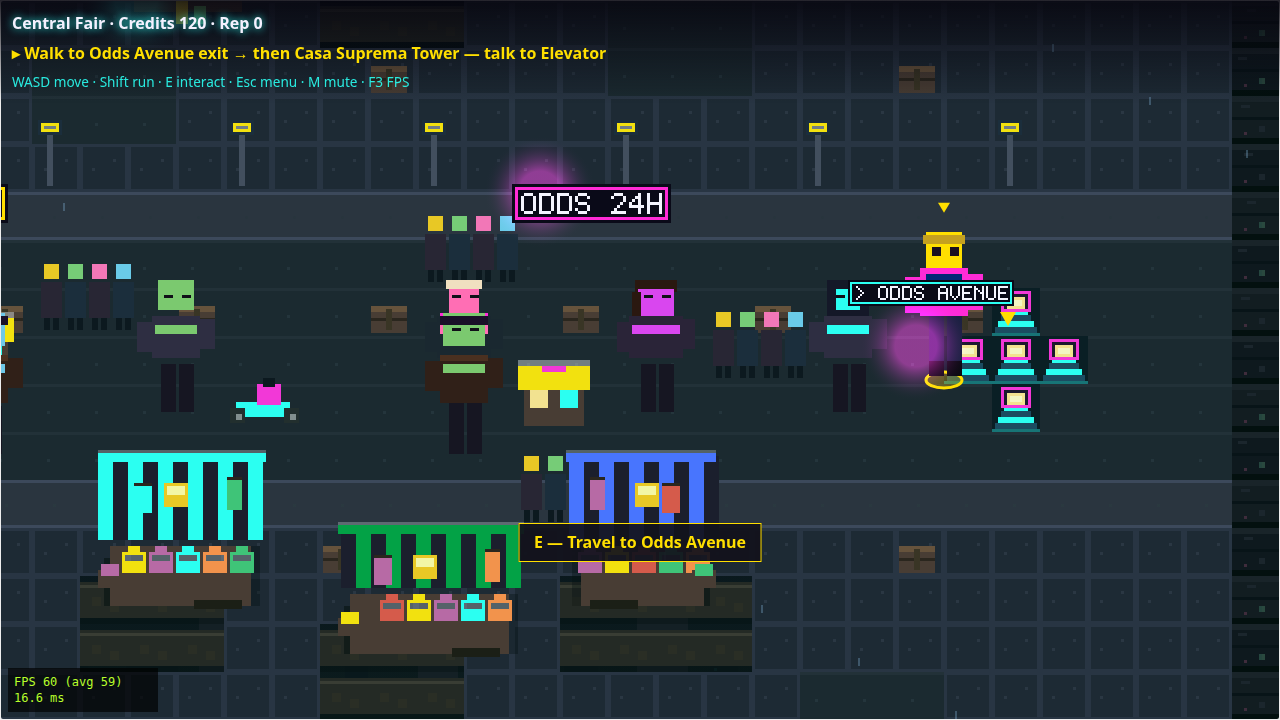 Central Fair · Credits 120 · Rep 0
▸ Walk to Odds Avenue exit → then Casa Suprema Tower — talk to Elevator
WASD move · Shift run · E interact · Esc menu · M mute · F3 FPS
ODDS 24H
> ODDS AVENUE
E — Travel to Odds Avenue
FPS 60 (avg 59)
16.6 ms